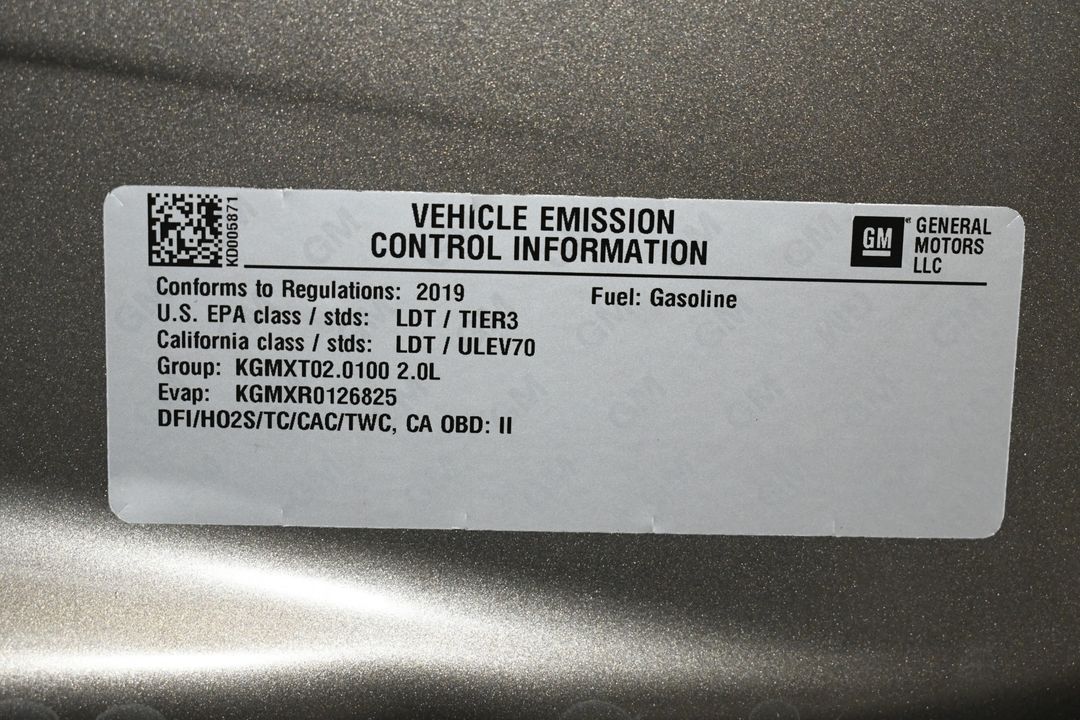 KD005871
VEHICLE EMISSION
CONTROL INFORMATION
GM
GENERAL
MOTORS
LLC
Conforms to Regulations: 2019 Fuel: Gasoline
U.S. EPA class / stds: LDT / TIER3
California class / stds: LDT / ULEV70
Group: KGMXT02.0100 2.0L
Evap: KGMXR0126825
DFI/HO2S/TC/CAC/TWC, CA OBD: II